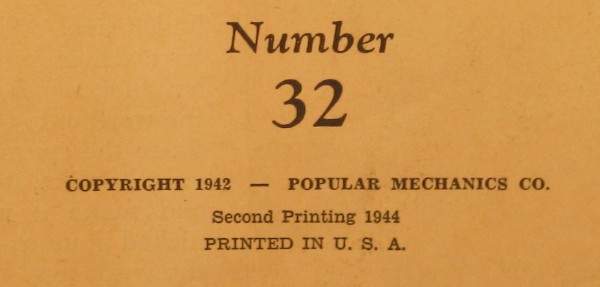 Number
32
COPYRIGHT 1942 — POPULAR MECHANICS CO.
Second Printing 1944
PRINTED IN U. S. A.